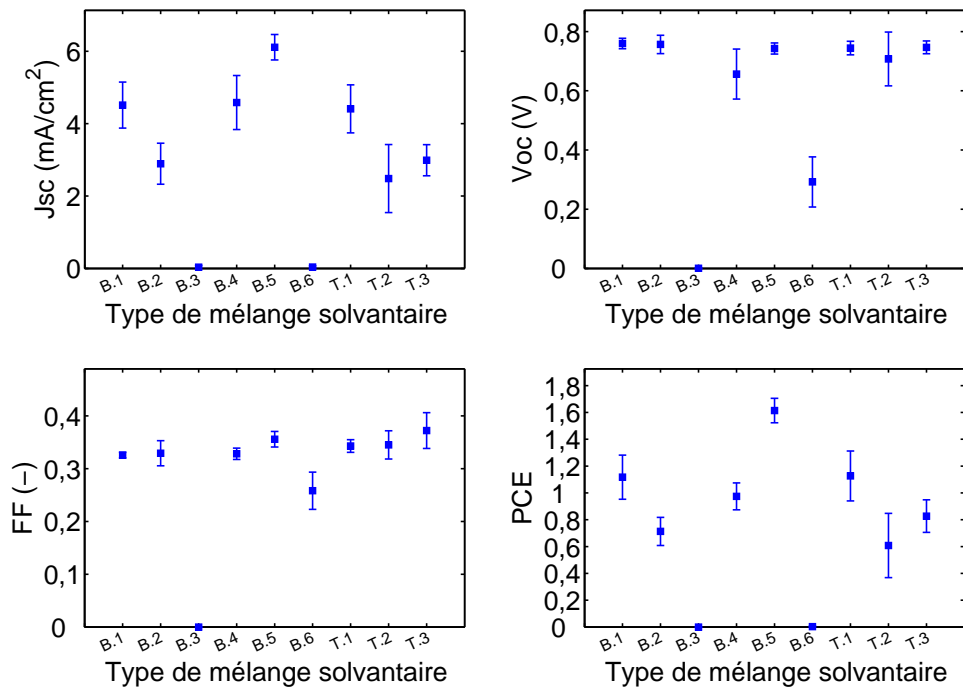 Jsc (mA/cm²)
6
4
2
0
B.1 B.2 B.3 B.4 B.5 B.6 T.1 T.2 T.3
Type de mélange solvantaire
Voc (V)
0,8
0,6
0,4
0,2
0
B.1 B.2 B.3 B.4 B.5 B.6 T.1 T.2 T.3
Type de mélange solvantaire
FF (−)
0,4
0,3
0,2
0,1
0
B.1 B.2 B.3 B.4 B.5 B.6 T.1 T.2 T.3
Type de mélange solvantaire
PCE
1,8
1,6
1,4
1,2
1
0,8
0,6
0,4
0,2
0
B.1 B.2 B.3 B.4 B.5 B.6 T.1 T.2 T.3
Type de mélange solvantaire